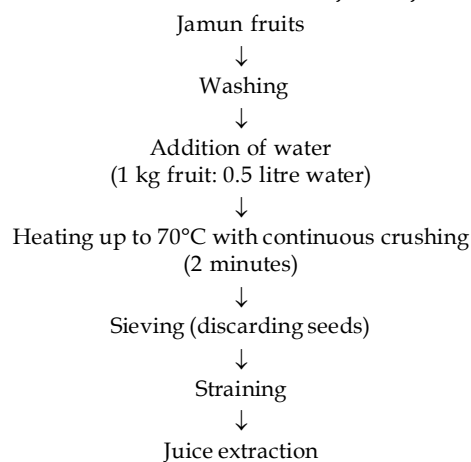 Jamun fruits
↓
Washing
↓
Addition of water
(1 kg fruit: 0.5 litre water)
↓
Heating up to 70°C with continuous crushing
(2 minutes)
↓
Sieving (discarding seeds)
↓
Straining
↓
Juice extraction